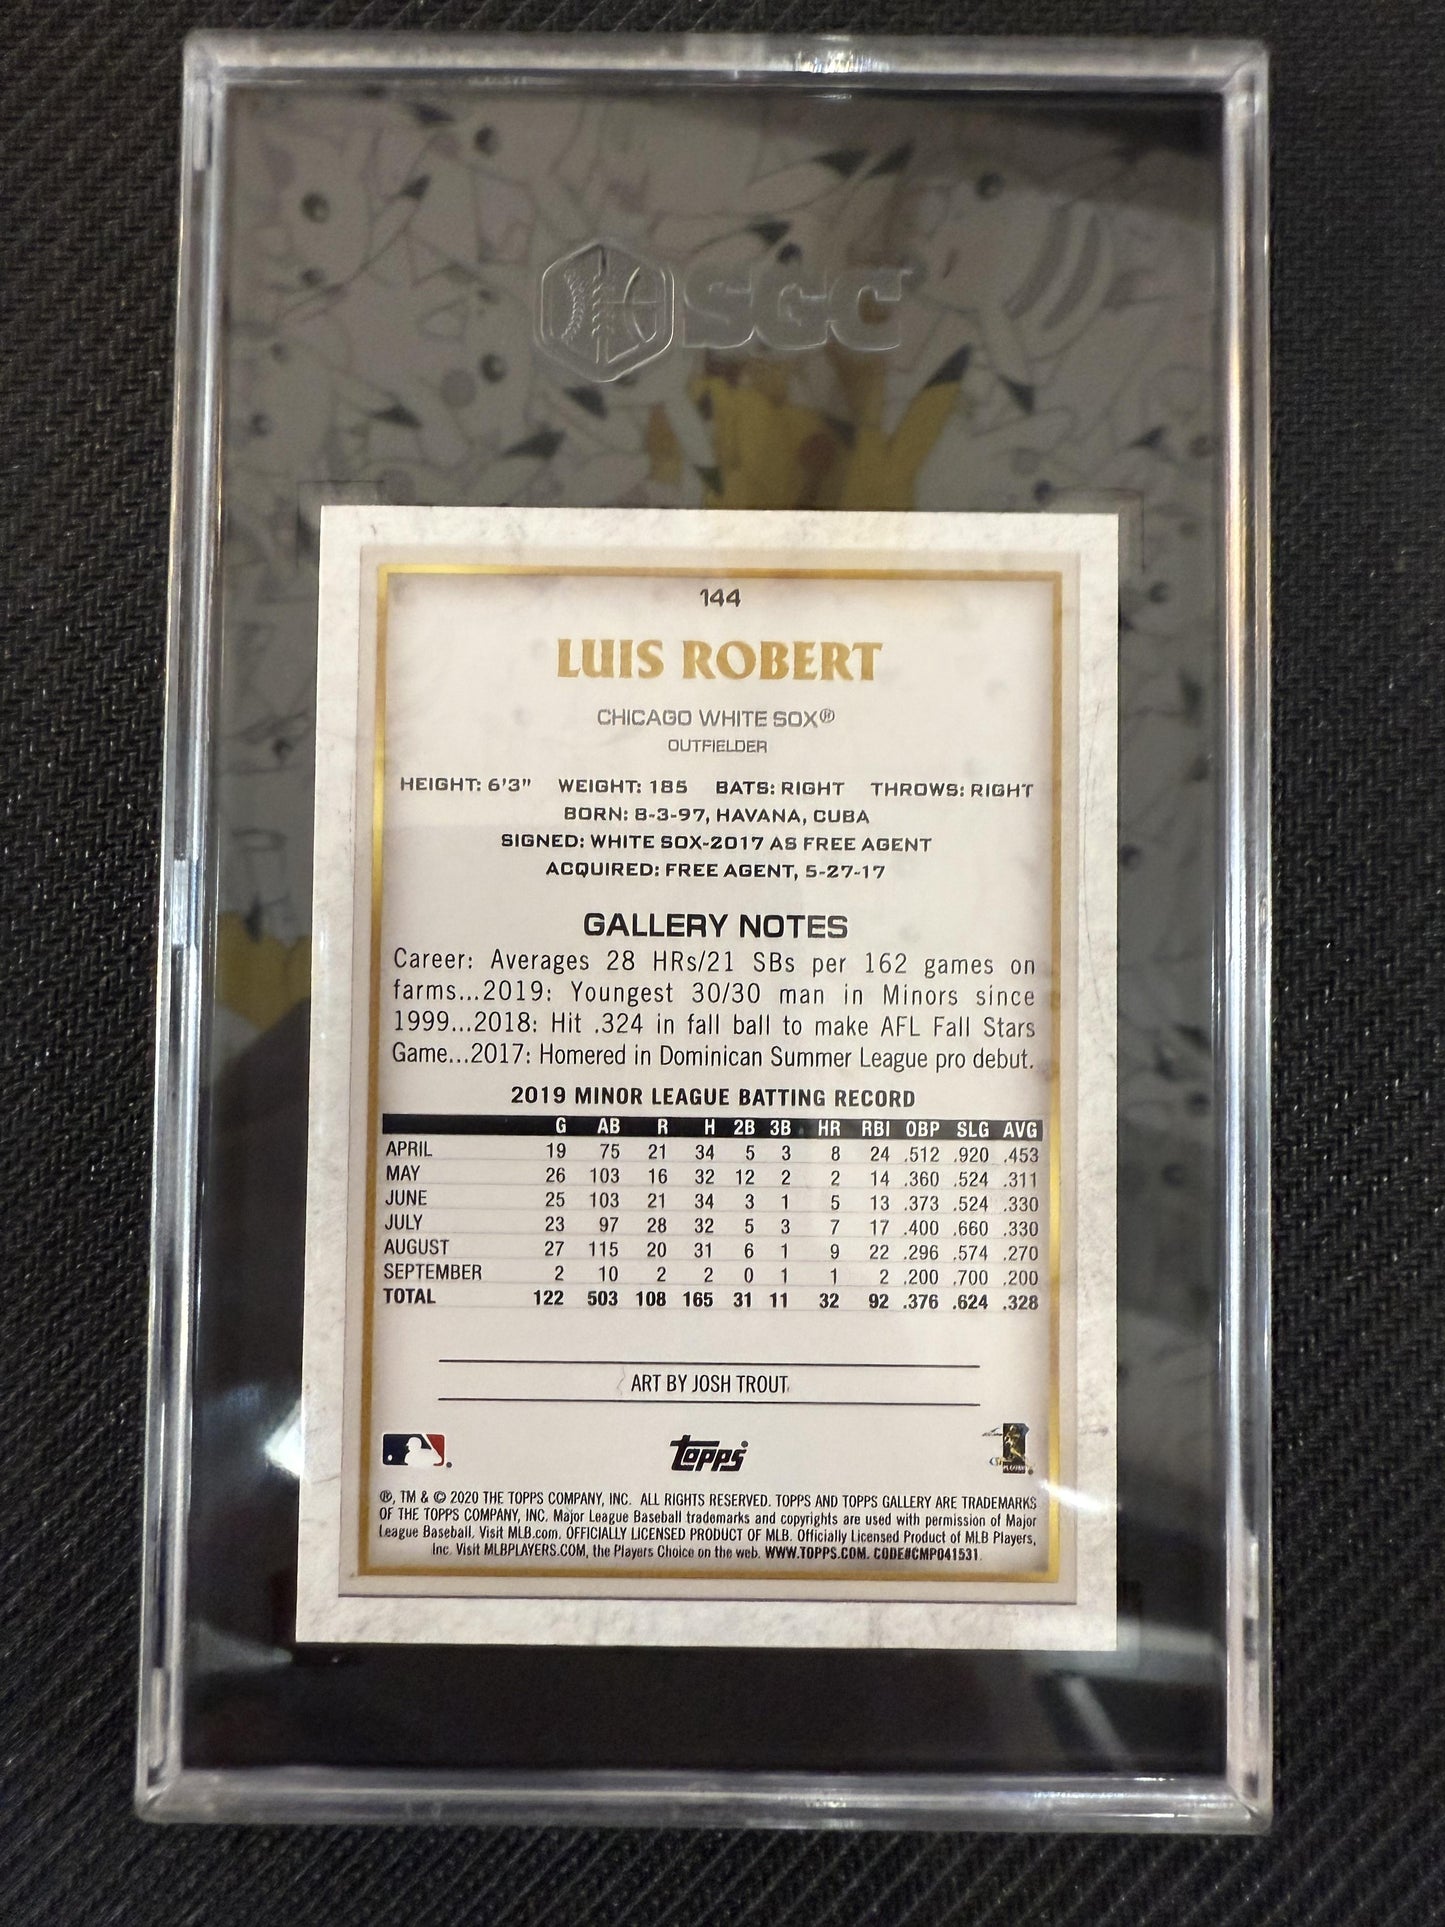 SGC
144
LUIS ROBERT
CHICAGO WHITE SOX®
OUTFIELDER
HEIGHT: 6'3" WEIGHT: 185 BATS: RIGHT THROWS: RIGHT
BORN: 8-3-97, HAVANA, CUBA
SIGNED: WHITE SOX-2017 AS FREE AGENT
ACQUIRED: FREE AGENT, 5-27-17
GALLERY NOTES
Career: Averages 28 HRs/21 SBs per 162 games on
farms...2019: Youngest 30/30 man in Minors since
1999...2018: Hit .324 in fall ball to make AFL Fall Stars
Game...2017: Homered in Dominican Summer League pro debut.
2019 MINOR LEAGUE BATTING RECORD
G AB R H 2B 3B HR RBI OBP SLG AVG
APRIL 19 75 21 34 5 3 8 24 .512 .920 .453
MAY 26 103 16 32 12 2 2 14 .360 .524 .311
JUNE 25 103 21 34 3 1 5 13 .373 .524 .330
JULY 23 97 28 32 5 3 7 17 .400 .660 .330
AUGUST 27 115 20 31 6 1 9 22 .296 .574 .270
SEPTEMBER 2 10 2 2 0 1 1 2 .200 .700 .200
TOTAL 122 503 108 165 31 11 32 92 .376 .624 .328
ART BY JOSH TROUT
topps
®, TM & © 2020 THE TOPPS COMPANY, INC. ALL RIGHTS RESERVED. TOPPS AND TOPPS GALLERY ARE TRADEMARKS
OF THE TOPPS COMPANY, INC. Major League Baseball trademarks and copyrights are used with permission of Major
League Baseball. Visit MLB.com. OFFICIALLY LICENSED PRODUCT OF MLB. Officially Licensed Product of MLB Players,
Inc. Visit MLBPLAYERS.COM, the Players Choice on the web. WWW.TOPPS.COM. CODE#CMP041531.